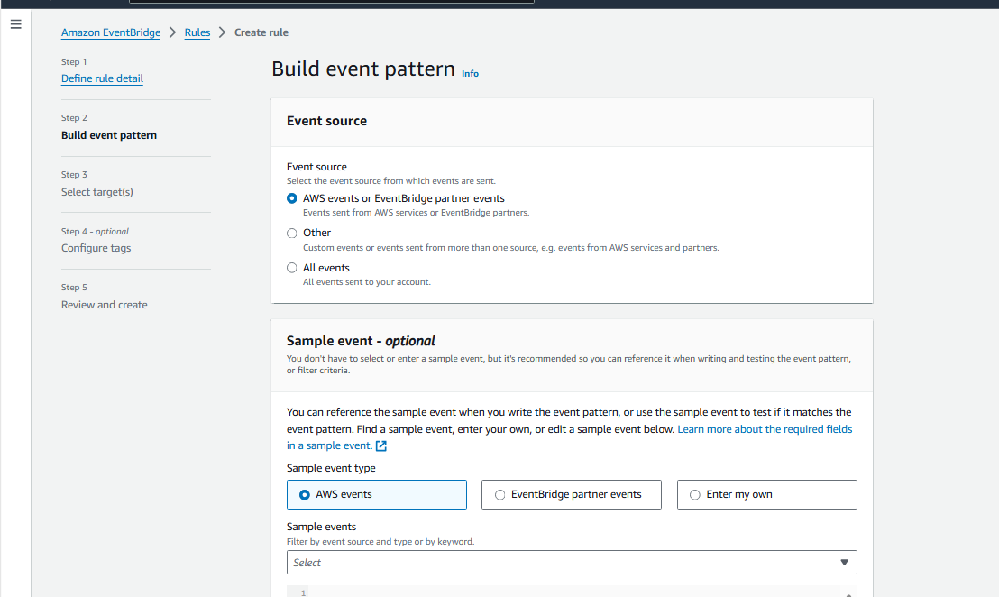 Amazon EventBridge > Rules > Create rule
Step 1
Define rule detail
Step 2
Build event pattern
Step 3
Select target(s)
Step 4 - optional
Configure tags
Step 5
Review and create
Build event pattern Info
Event source
Event source
Select the event source from which events are sent.
AWS events or EventBridge partner events
Events sent from AWS services or EventBridge partners.
Other
Custom events or events sent from more than one source, e.g. events from AWS services and partners.
All events
All events sent to your account.
Sample event - optional
You don't have to select or enter a sample event, but it's recommended so you can reference it when writing and testing the event pattern,
or filter criteria.
You can reference the sample event when you write the event pattern, or use the sample event to test if it matches the
event pattern. Find a sample event, enter your own, or edit a sample event below. Learn more about the required fields
in a sample event.
Sample event type
AWS events
EventBridge partner events
Enter my own
Sample events
Filter by event source and type or by keyword.
Select
1